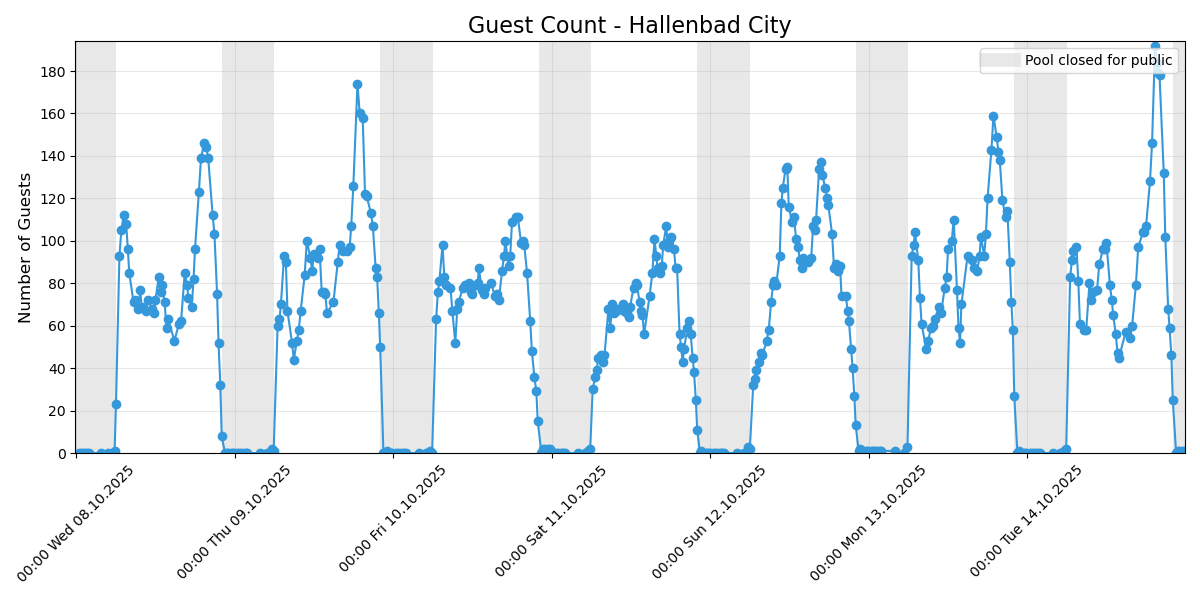 Guest Count - Hallenbad City
Pool closed for public
Number of Guests
180
160
140
120
100
80
60
40
20
0
00:00 Wed 08.10.2025
00:00 Thu 09.10.2025
00:00 Fri 10.10.2025
00:00 Sat 11.10.2025
00:00 Sun 12.10.2025
00:00 Mon 13.10.2025
00:00 Tue 14.10.2025